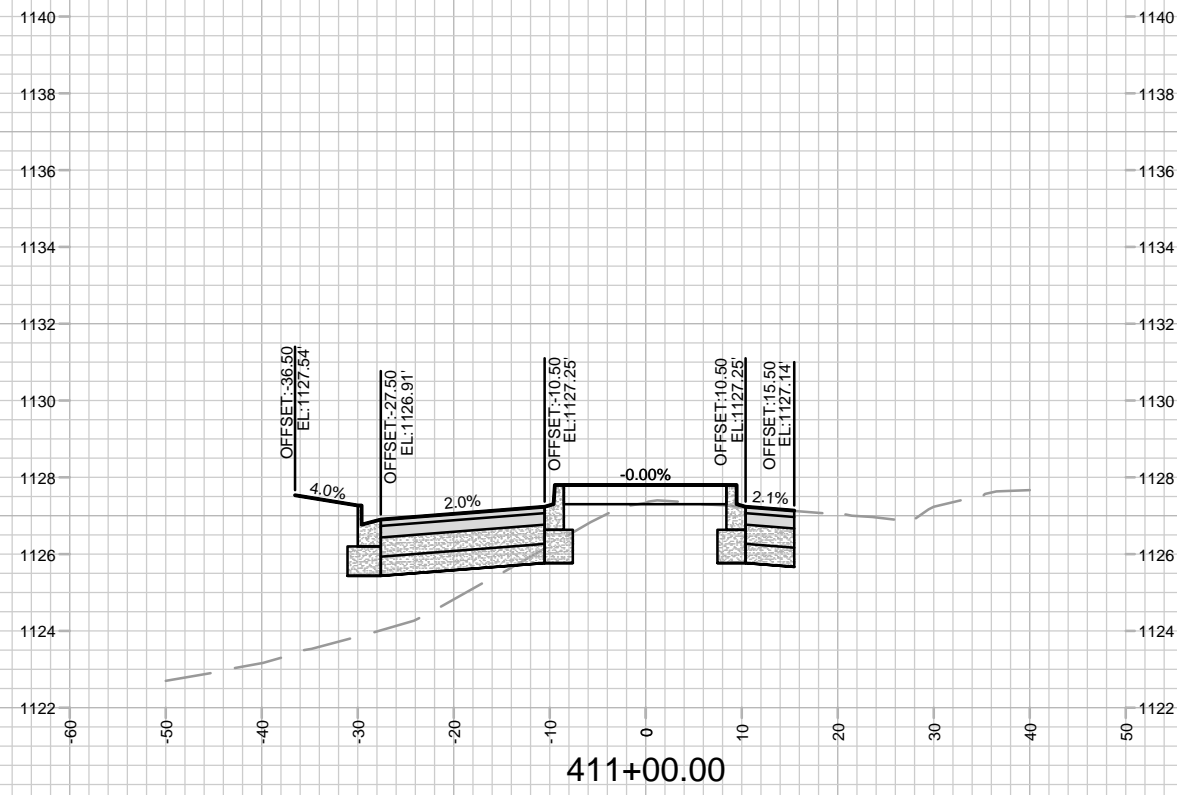 1140 1140
1138 1138
1136 1136
1134 1134
1132 1132
1130 1130
1128 1128
1126 1126
1124 1124
1122 1122
OFFSET:-36.50
EL:1127.54'
OFFSET:-27.50
EL:1126.91'
OFFSET:-10.50
EL:1127.25'
OFFSET:10.50
EL:1127.25'
OFFSET:15.50
EL:1127.14'
4.0%
2.0%
-0.00%
2.1%
-60 -50 -40 -30 -20 -10 0 10 20 30 40 50
411+00.00